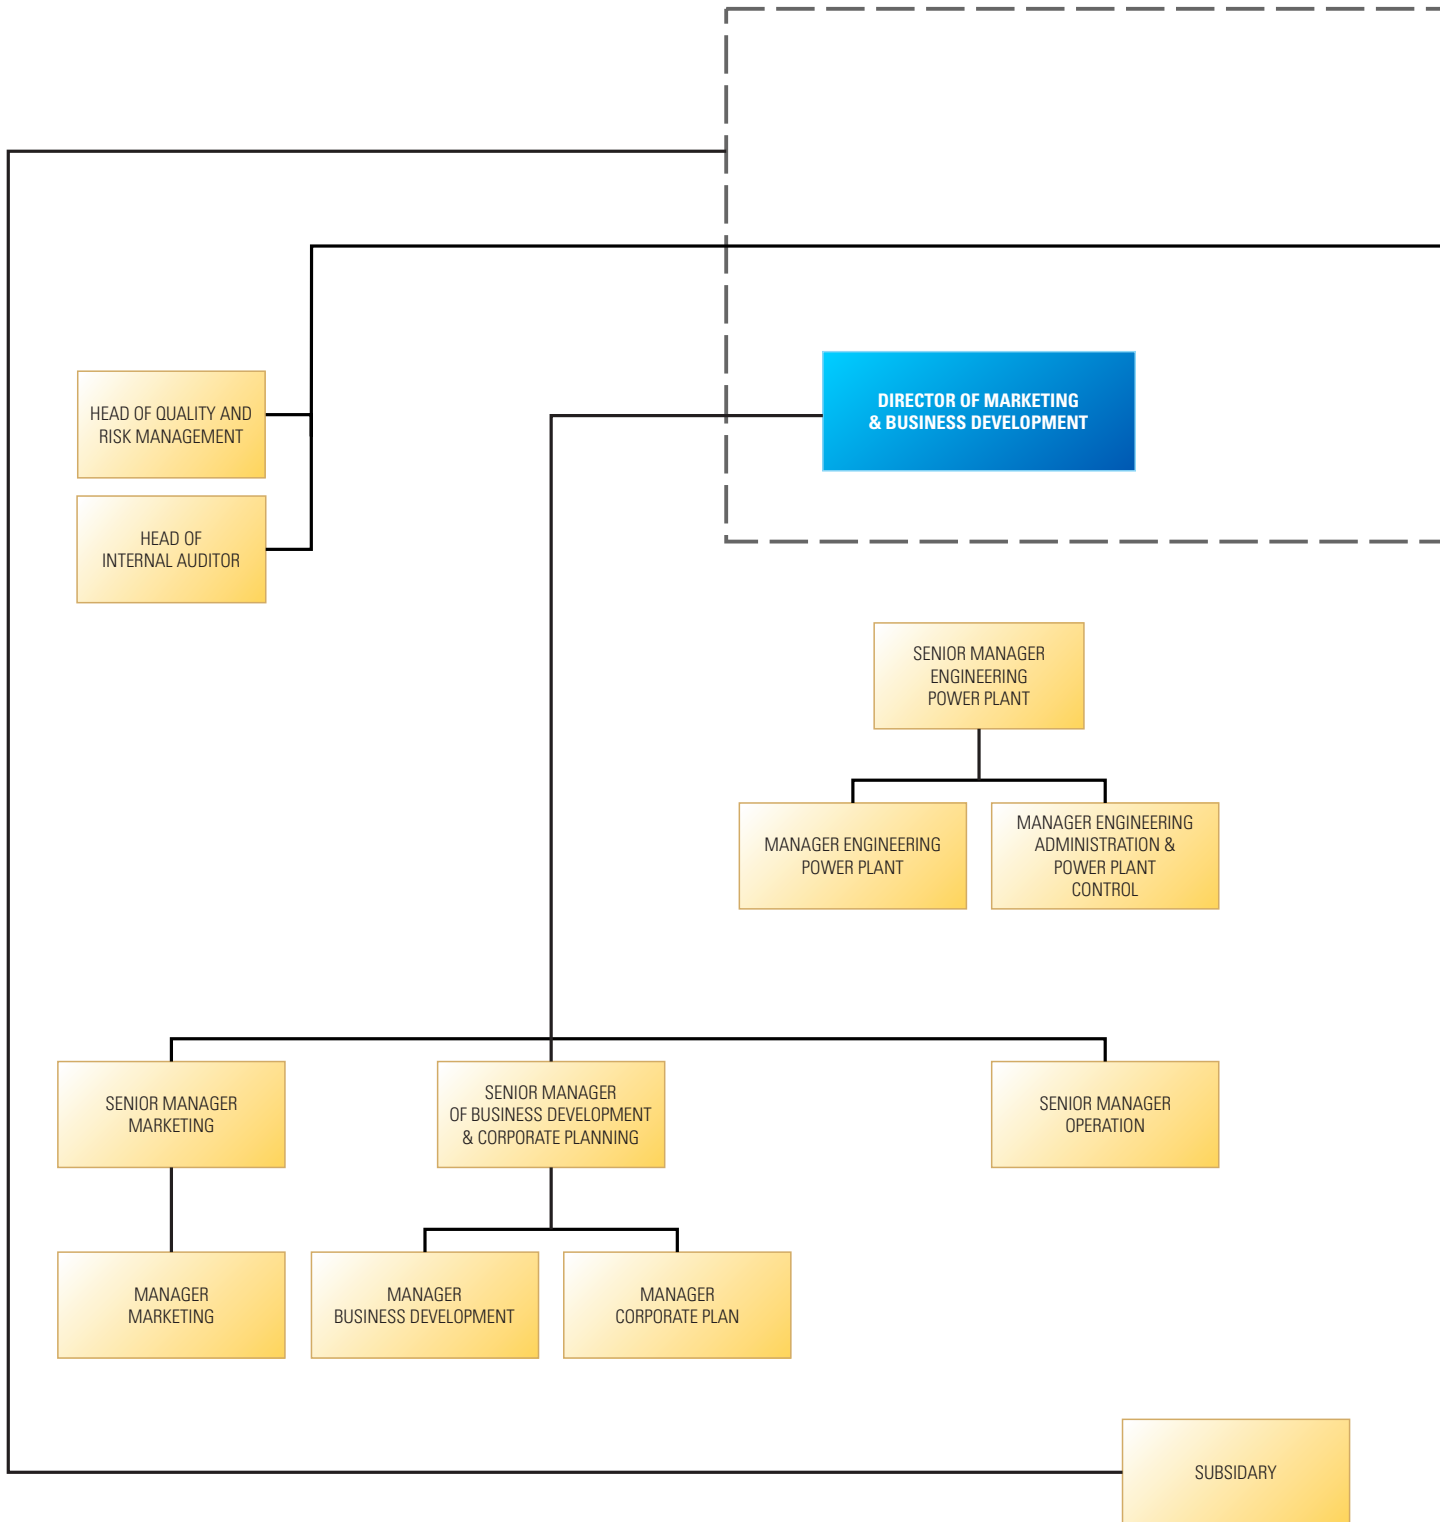 DIRECTOR OF MARKETING
& BUSINESS DEVELOPMENT
HEAD OF QUALITY AND
RISK MANAGEMENT
HEAD OF
INTERNAL AUDITOR
SENIOR MANAGER
ENGINEERING
POWER PLANT
MANAGER ENGINEERING
POWER PLANT
MANAGER ENGINEERING
ADMINISTRATION &
POWER PLANT
CONTROL
SENIOR MANAGER
MARKETING
SENIOR MANAGER
OF BUSINESS DEVELOPMENT
& CORPORATE PLANNING
SENIOR MANAGER
OPERATION
MANAGER
MARKETING
MANAGER
BUSINESS DEVELOPMENT
MANAGER
CORPORATE PLAN
SUBSIDARY